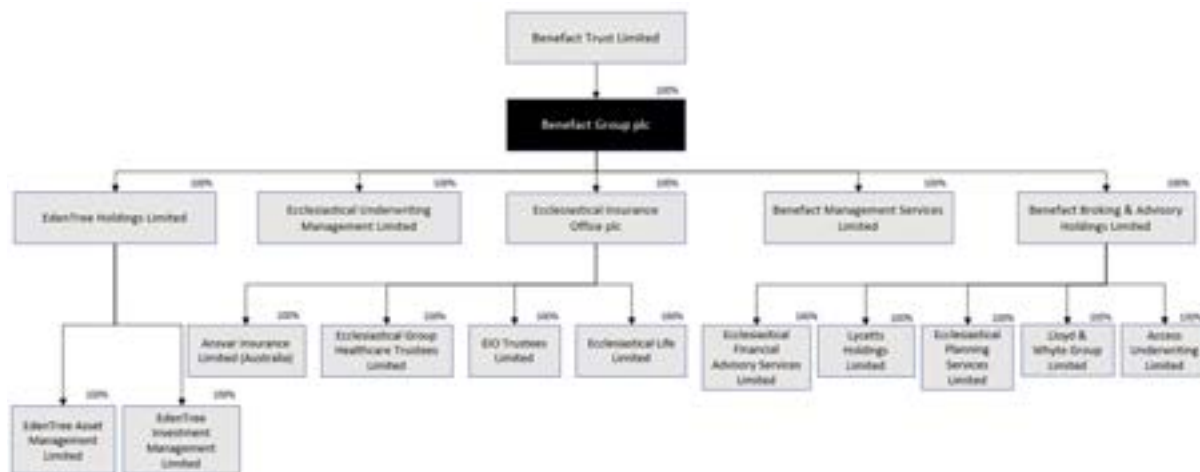 Benefact Trust Limited
100%
Benefact Group plc
100%
100%
100%
100%
100%
EdenTree Holdings Limited
Ecclesiastical Underwriting
Management Limited
Ecclesiastical Insurance
Office plc
Benefact Management Services
Limited
Benefact Broking & Advisory
Holdings Limited
100%
100%
100%
100%
100%
100%
100%
100%
100%
Ansvar Insurance
Limited (Australia)
Ecclesiastical Group
Healthcare Trustees
Limited
EIO Trustees
Limited
Ecclesiastical Life
Limited
Ecclesiastical
Financial
Advisory Services
Limited
Lycetts
Holdings
Limited
Ecclesiastical
Planning
Services
Limited
Lloyd &
Whyte Group
Limited
Access
Underwriting
Limited
100%
100%
EdenTree Asset
Management
Limited
EdenTree
Investment
Management
Limited